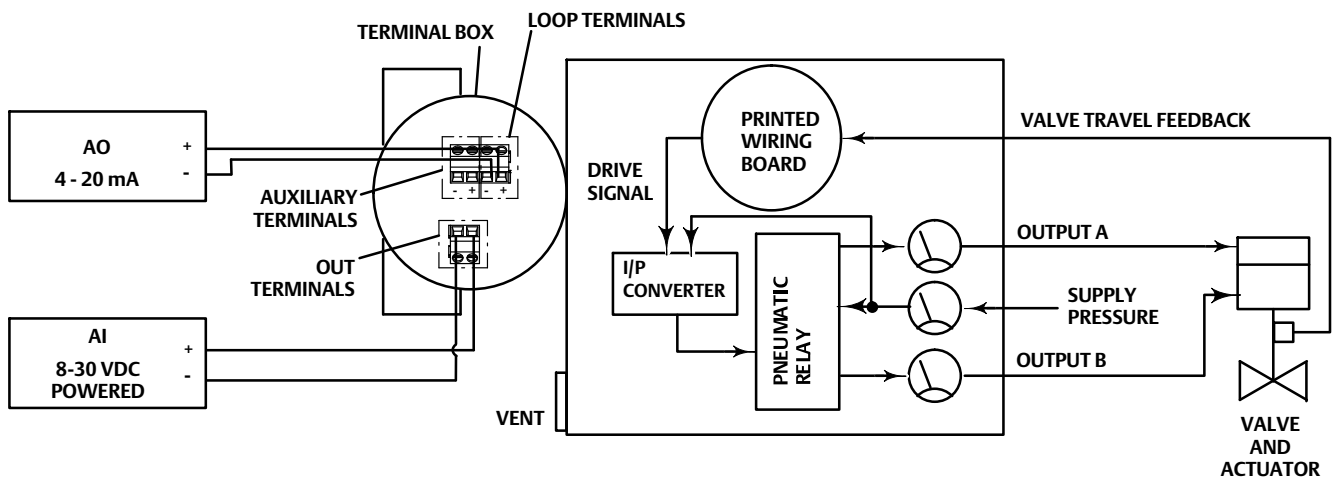 LOOP TERMINALS
TERMINAL BOX
AO
4 - 20 mA
+
-
AUXILIARY
TERMINALS
- + - +
OUT
TERMINALS
AI
8-30 VDC
POWERED
+
-
VENT
PRINTED
WIRING
BOARD
DRIVE
SIGNAL
I/P
CONVERTER
PNEUMATIC
RELAY
VALVE TRAVEL FEEDBACK
OUTPUT A
SUPPLY
PRESSURE
OUTPUT B
VALVE
AND
ACTUATOR